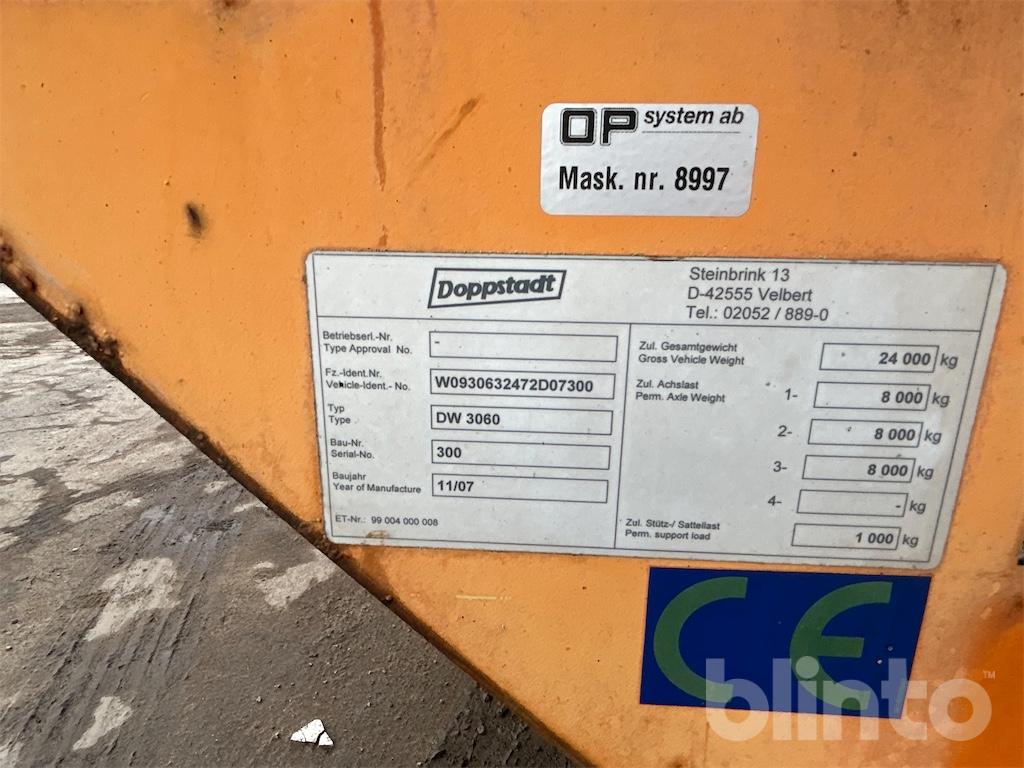 OP system ab
Mask. nr. 8997
Doppstadt
Steinbrink 13
D-42555 Velbert
Tel.: 02052 / 889-0
Betriebserl.-Nr.
Type Approval No. -
Fz.-Ident.Nr.
Vehicle-Ident.- No. W0930632472D07300
Typ
Type DW 3060
Bau-Nr.
Serial-No. 300
Baujahr
Year of Manufacture 11/07
ET-Nr.: 99 004 000 008
Zul. Gesamtgewicht
Gross Vehicle Weight 24 000 kg
Zul. Achslast
Perm. Axle Weight 1- 8 000 kg
2- 8 000 kg
3- 8 000 kg
4- - kg
Zul. Stütz-/ Sattellast
Perm. support load 1 000 kg
CE
blinto™